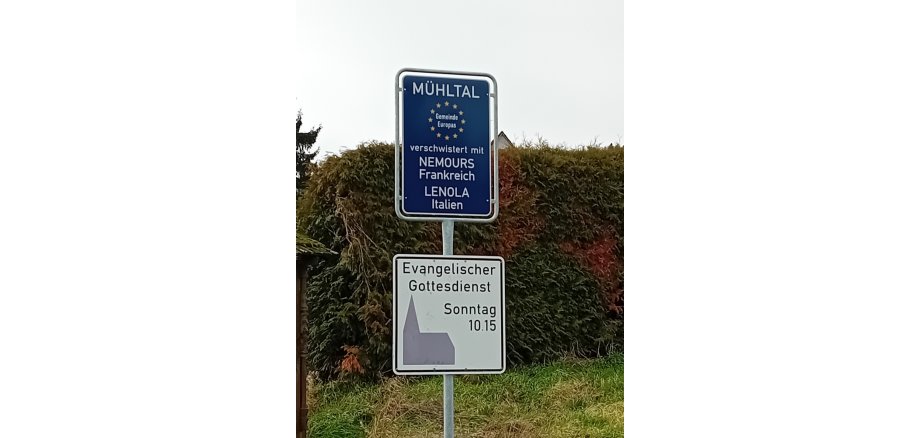 MÜHLTAL
Gemeinde
Europas
verschwistert mit
NEMOURS
Frankreich
LENOLA
Italien
Evangelischer
Gottesdienst
Sonntag
10.15